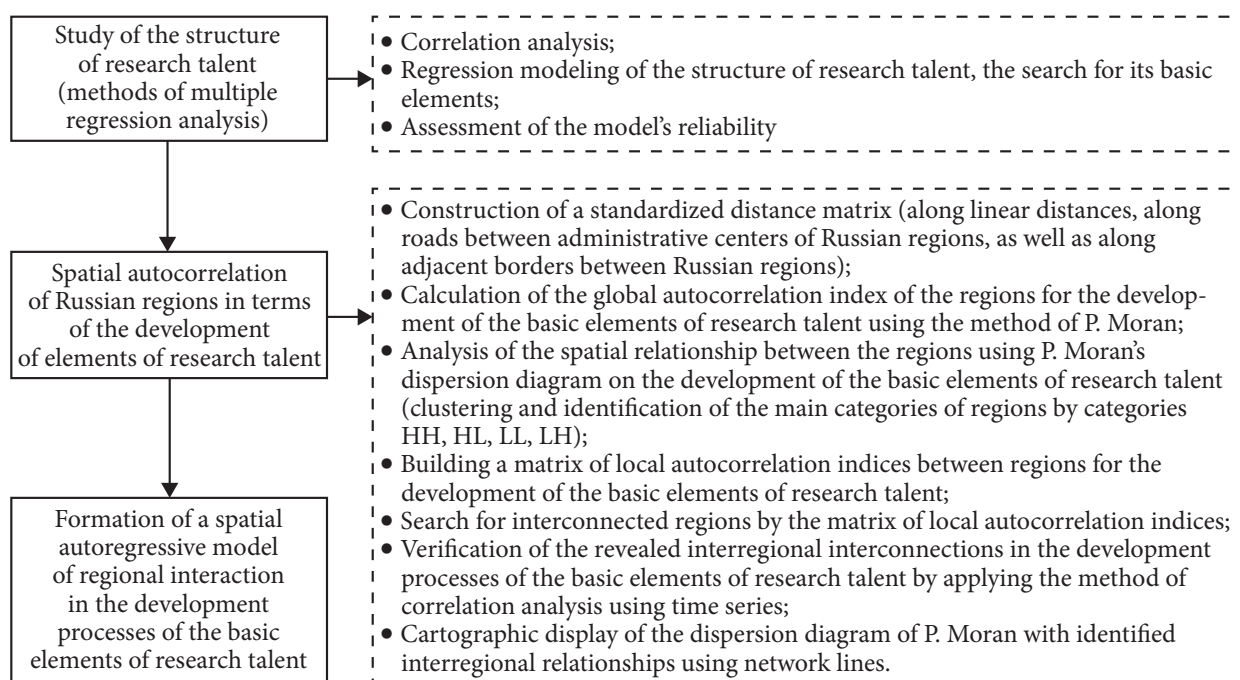 Study of the structure
of research talent
(methods of multiple
regression analysis)
• Correlation analysis;
• Regression modeling of the structure of research talent, the search for its basic
elements;
• Assessment of the model’s reliability
Spatial autocorrelation
of Russian regions in terms
of the development
of elements of research talent
• Construction of a standardized distance matrix (along linear distances, along
roads between administrative centers of Russian regions, as well as along
adjacent borders between Russian regions);
• Calculation of the global autocorrelation index of the regions for the develop-
ment of the basic elements of research talent using the method of P. Moran;
• Analysis of the spatial relationship between the regions using P. Moran’s
dispersion diagram on the development of the basic elements of research talent
(clustering and identification of the main categories of regions by categories
HH, HL, LL, LH);
• Building a matrix of local autocorrelation indices between regions for the
development of the basic elements of research talent;
• Search for interconnected regions by the matrix of local autocorrelation indices;
• Verification of the revealed interregional interconnections in the development
processes of the basic elements of research talent by applying the method of
correlation analysis using time series;
• Cartographic display of the dispersion diagram of P. Moran with identified
interregional relationships using network lines.
Formation of a spatial
autoregressive model
of regional interaction
in the development
processes of the basic
elements of research talent